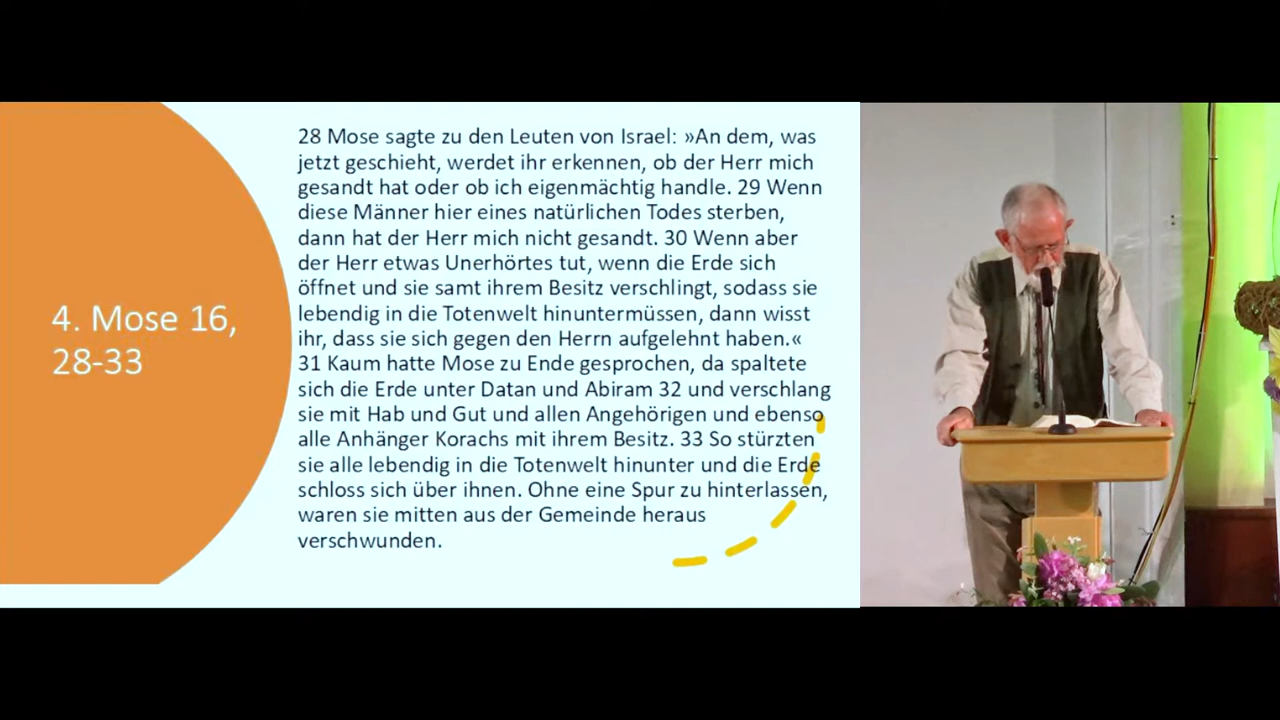 4. Mose 16,
28-33
28 Mose sagte zu den Leuten von Israel: »An dem, was
jetzt geschieht, werdet ihr erkennen, ob der Herr mich
gesandt hat oder ob ich eigenmächtig handle. 29 Wenn
diese Männer hier eines natürlichen Todes sterben,
dann hat der Herr mich nicht gesandt. 30 Wenn aber
der Herr etwas Unerhörtes tut, wenn die Erde sich
öffnet und sie samt ihrem Besitz verschlingt, sodass sie
lebendig in die Totenwelt hinuntermüssen, dann wisst
ihr, dass sie sich gegen den Herrn aufgelehnt haben.«
31 Kaum hatte Mose zu Ende gesprochen, da spaltete
sich die Erde unter Datan und Abiram 32 und verschlang
sie mit Hab und Gut und allen Angehörigen und ebenso
alle Anhänger Korachs mit ihrem Besitz. 33 So stürzten
sie alle lebendig in die Totenwelt hinunter und die Erde
schloss sich über ihnen. Ohne eine Spur zu hinterlassen,
waren sie mitten aus der Gemeinde heraus
verschwunden.